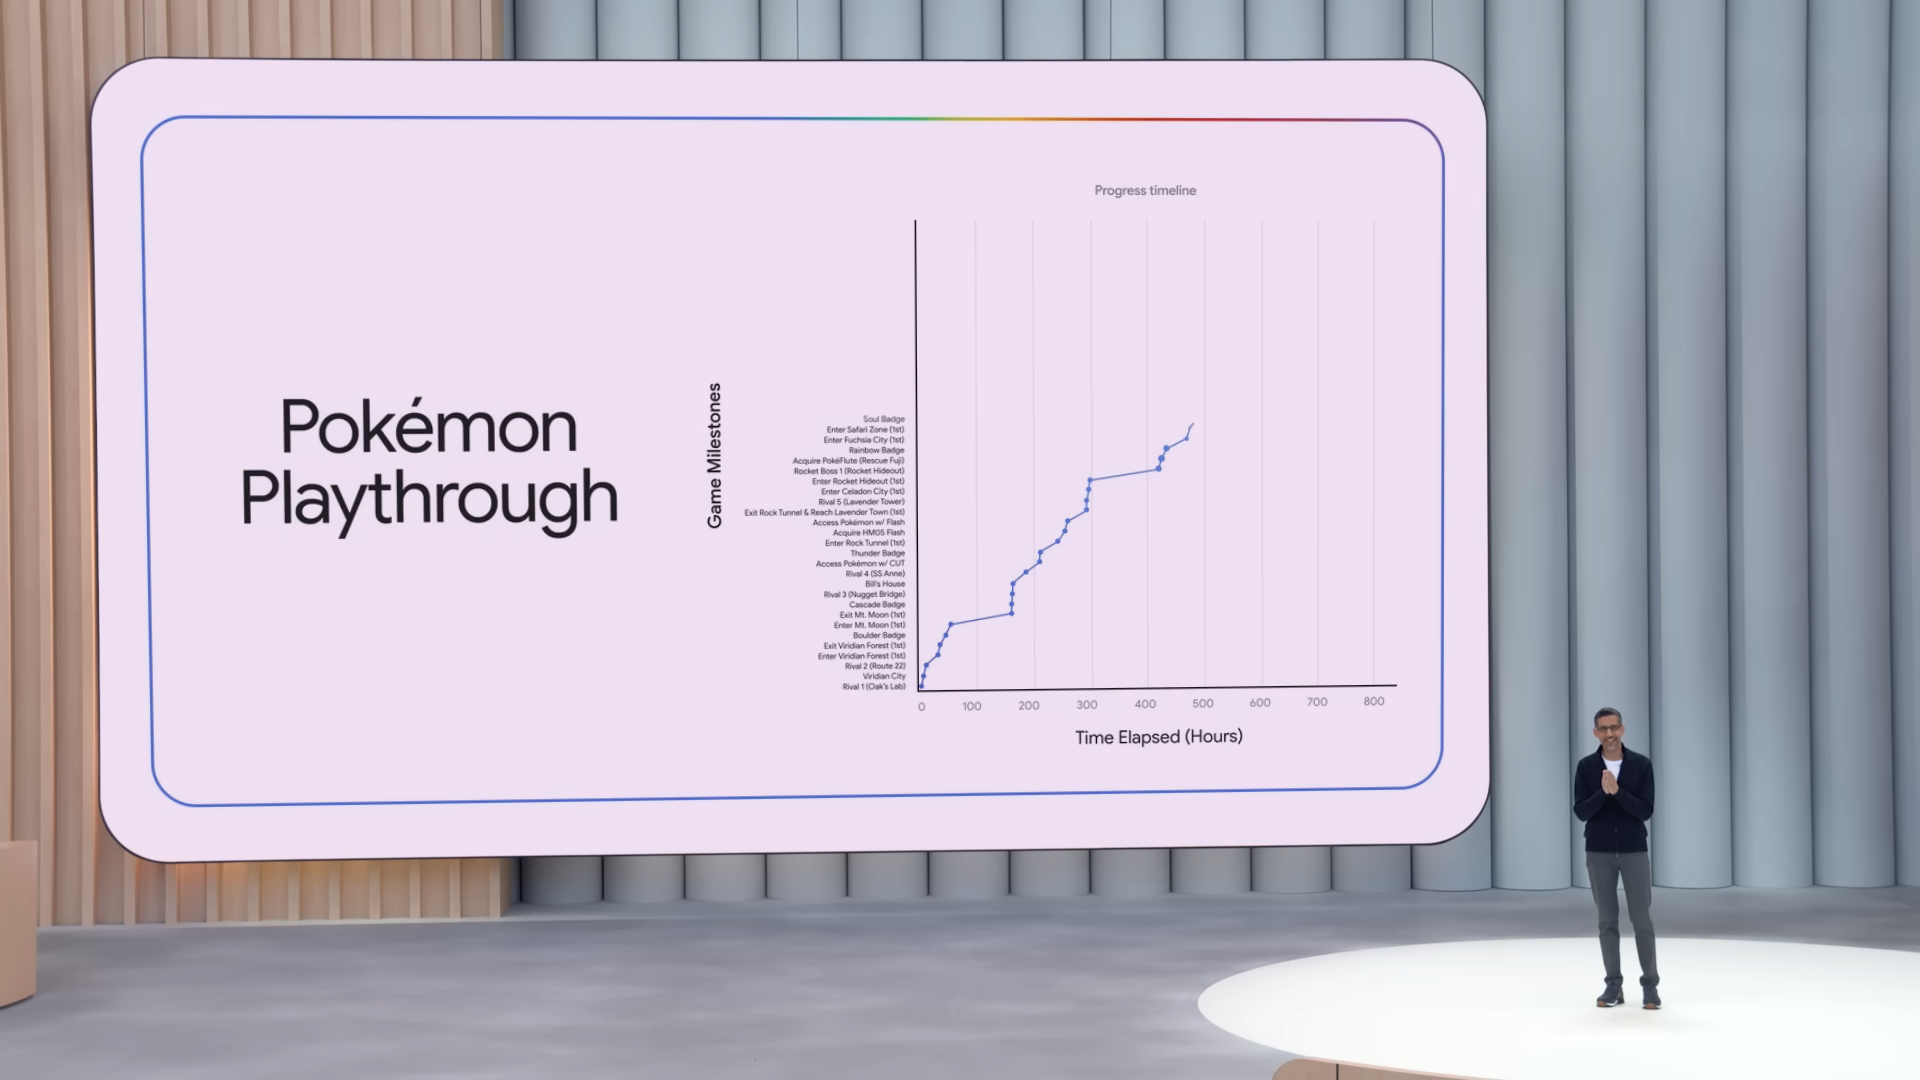 Pokémon
Playthrough
Progress timeline
Game Milestones
Soul Badge
Enter Safari Zone (1st)
Enter Fuchsia City (1st)
Rainbow Badge
Acquire PokéFlute (Rescue Fuji)
Rocket Boss 1 (Rocket Hideout)
Enter Rocket Hideout (1st)
Enter Celadon City (1st)
Rival 5 (Lavender Tower)
Exit Rock Tunnel & Reach Lavender Town (1st)
Access Pokémon w/ Flash
Acquire HM05 Flash
Enter Rock Tunnel (1st)
Thunder Badge
Access Pokémon w/ CUT
Rival 4 (SS Anne)
Bill's House
Rival 3 (Nugget Bridge)
Cascade Badge
Exit Mt. Moon (1st)
Enter Mt. Moon (1st)
Boulder Badge
Exit Viridian Forest (1st)
Enter Viridian Forest (1st)
Rival 2 (Route 22)
Viridian City
Rival 1 (Oak's Lab)
0 100 200 300 400 500 600 700 800
Time Elapsed (Hours)